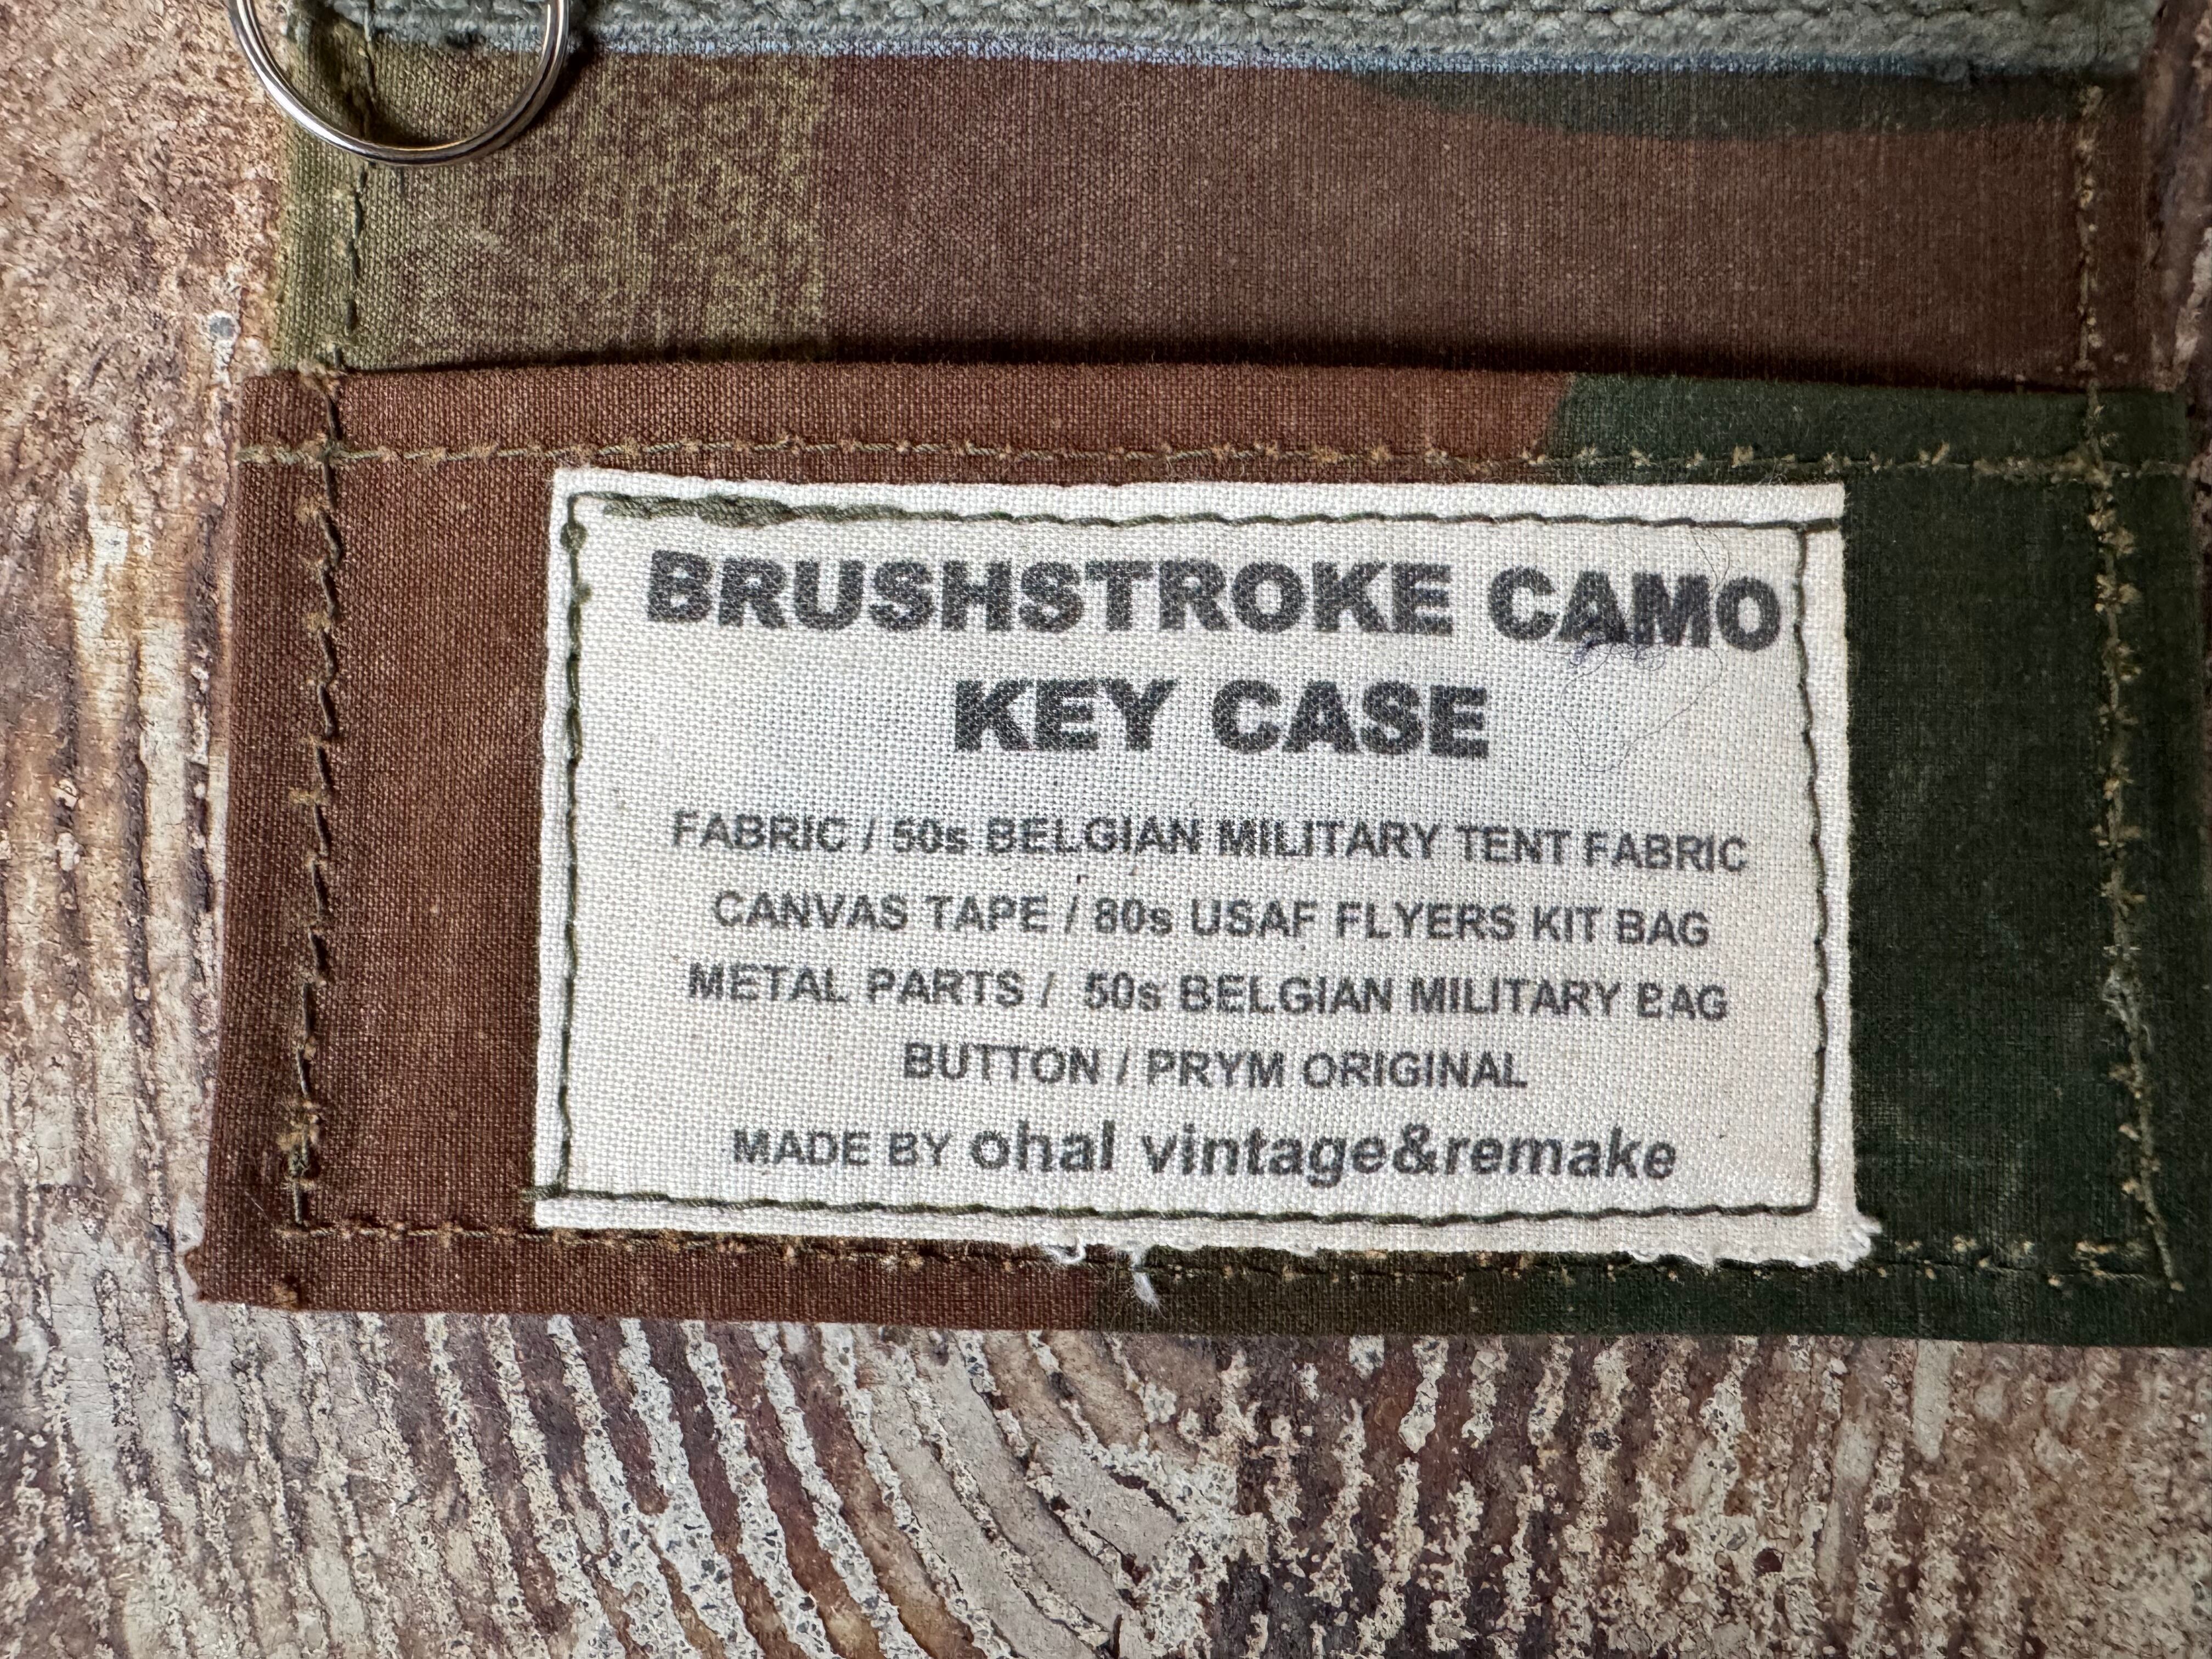 BRUSHSTROKE CAMO
KEY CASE
FABRIC / 50s BELGIAN MILITARY TENT FABRIC
CANVAS TAPE / 80s USAF FLYERS KIT BAG
METAL PARTS / 50s BELGIAN MILITARY BAG
BUTTON / PRYM ORIGINAL
MADE BY ohal vintage&remake